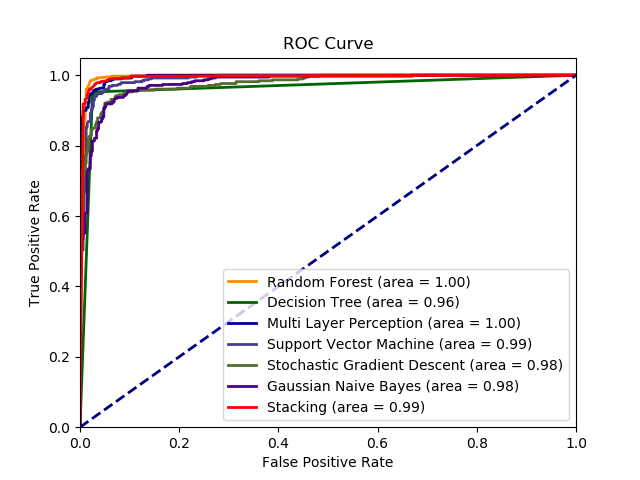 ROC Curve
1.0
0.8
0.6
0.4
0.2
0.0
True Positive Rate
Random Forest (area = 1.00)
Decision Tree (area = 0.96)
Multi Layer Perception (area = 1.00)
Support Vector Machine (area = 0.99)
Stochastic Gradient Descent (area = 0.98)
Gaussian Naive Bayes (area = 0.98)
Stacking (area = 0.99)
0.0 0.2 0.4 0.6 0.8 1.0
False Positive Rate